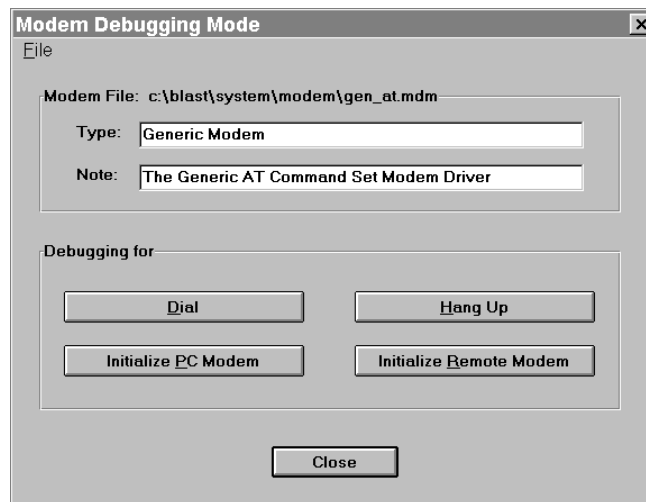 Modem Debugging Mode
File
Modem File: c:\blast\system\modem\gen_at.mdm
Type: Generic Modem
Note: The Generic AT Command Set Modem Driver
Debugging for
Dial Hang Up
Initialize PC Modem Initialize Remote Modem
Close